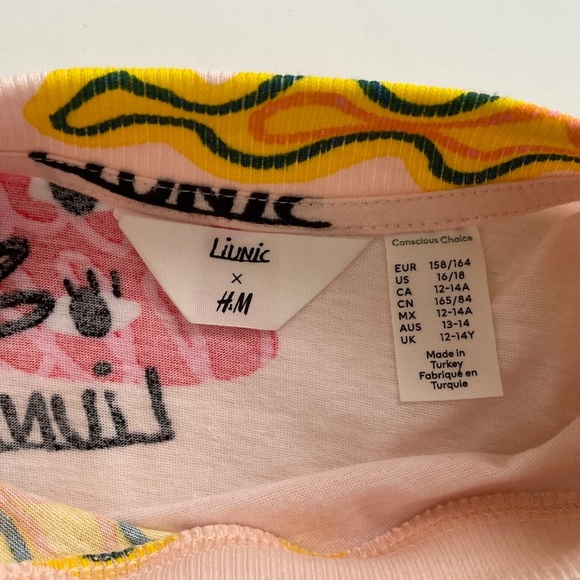 LIUNIC
LiuNic
×
H&M
Conscious Choice
EUR 158/164
US 16/18
CA 12-14A
CN 165/84
MX 12-14A
AUS 13-14
UK 12-14Y
Made in
Turkey
Fabriqué en
Turquie